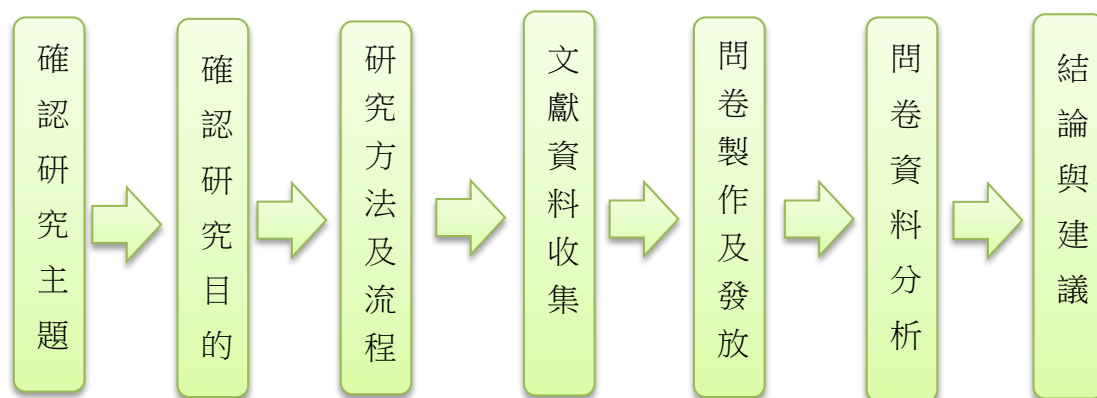 確認研究主題
確認研究目的
研究方法及流程
文獻資料收集
問卷製作及發放
問卷資料分析
結論與建議